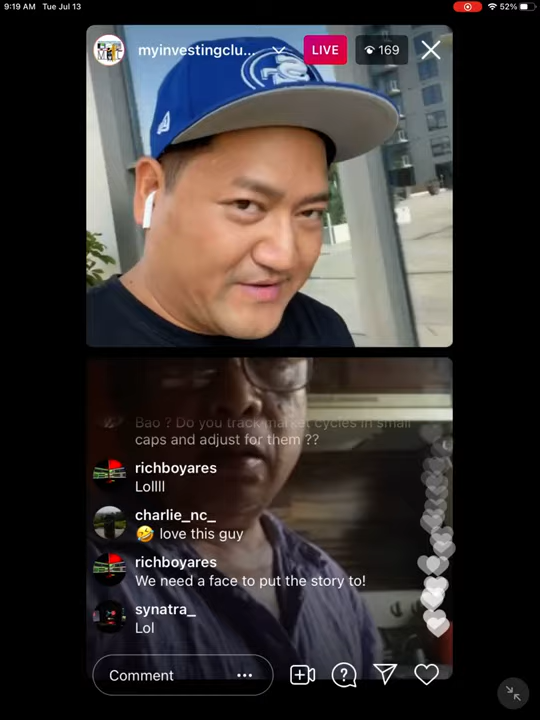 9:19 AM Tue Jul 13
52%
myinvestingclu...
LIVE
169
Bao ? Do you track market cycles in small
caps and adjust for them ??
richboyares
Lollll
charlie_nc_
🤣 love this guy
richboyares
We need a face to put the story to!
synatra_
Lol
Comment